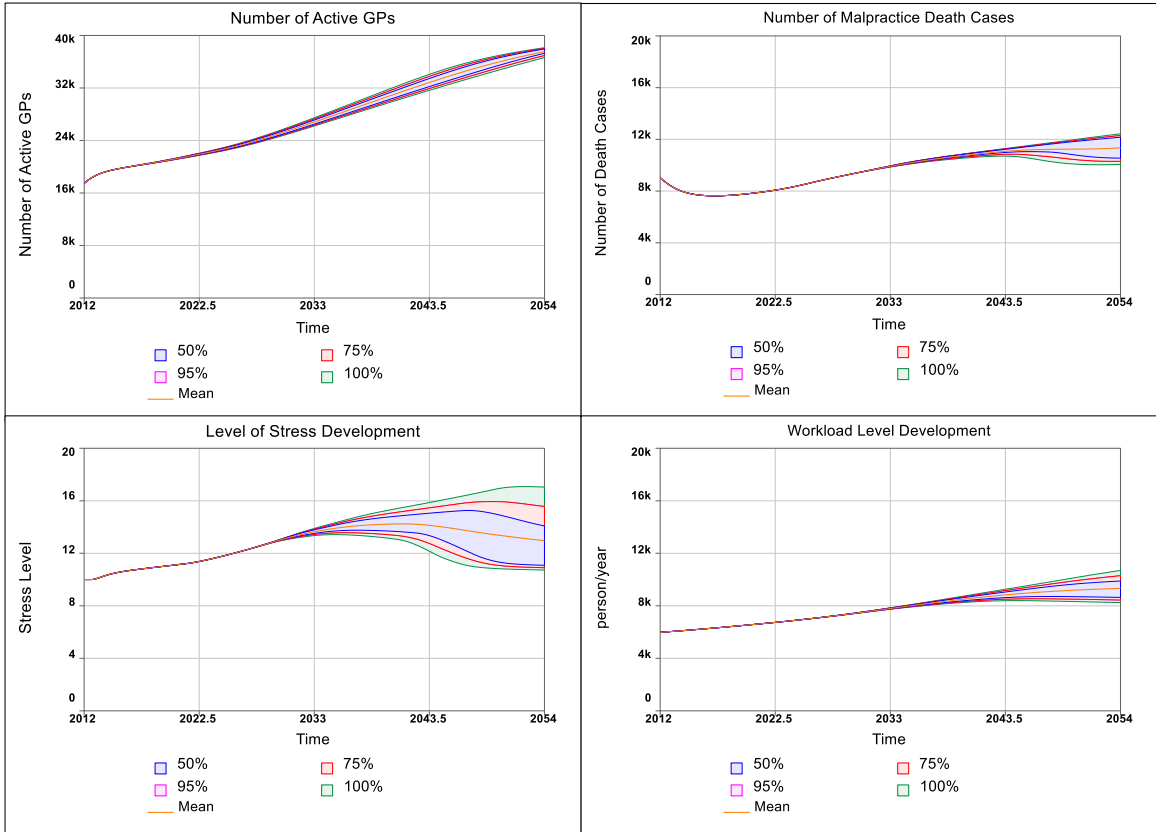 Number of Active GPs
Number of Active GPs
40k
32k
24k
16k
8k
0
2012 2022.5 2033 2043.5 2054
Time
50% 75%
95% 100%
Mean
Number of Malpractice Death Cases
Number of Death Cases
20k
16k
12k
8k
4k
0
2012 2022.5 2033 2043.5 2054
Time
50% 75%
95% 100%
Mean
Level of Stress Development
Stress Level
20
16
12
8
4
0
2012 2022.5 2033 2043.5 2054
Time
50% 75%
95% 100%
Mean
Workload Level Development
person/year
20k
16k
12k
8k
4k
0
2012 2022.5 2033 2043.5 2054
Time
50% 75%
95% 100%
Mean